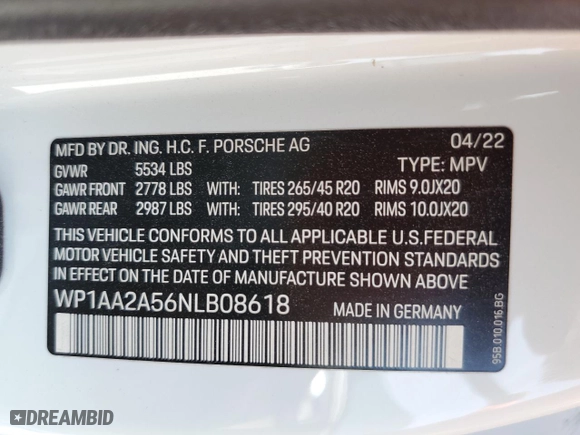 MFD BY DR. ING. H.C. F. PORSCHE AG 04/22
GVWR 5534 LBS TYPE: MPV
GAWR FRONT 2778 LBS WITH: TIRES 265/45 R20 RIMS 9.0JX20
GAWR REAR 2987 LBS WITH: TIRES 295/40 R20 RIMS 10.0JX20
THIS VEHICLE CONFORMS TO ALL APPLICABLE U.S.FEDERAL
MOTOR VEHICLE SAFETY AND THEFT PREVENTION STANDARDS
IN EFFECT ON THE DATE OF MANUFACTURE SHOWN ABOVE
WP1AA2A56NLB08618 MADE IN GERMANY
95B.010.016.BG
DREAMBID